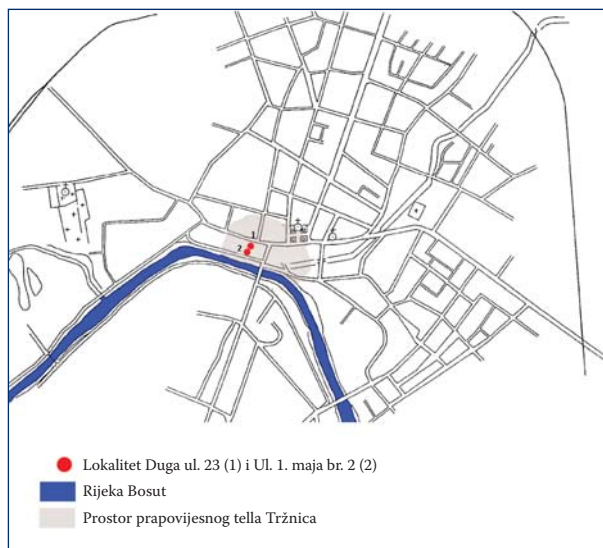 1
2
Lokalitet Duga ul. 23 (1) i Ul. 1. maja br. 2 (2)
Rijeka Bosut
Prostor prapovijesnog tella Tržnica